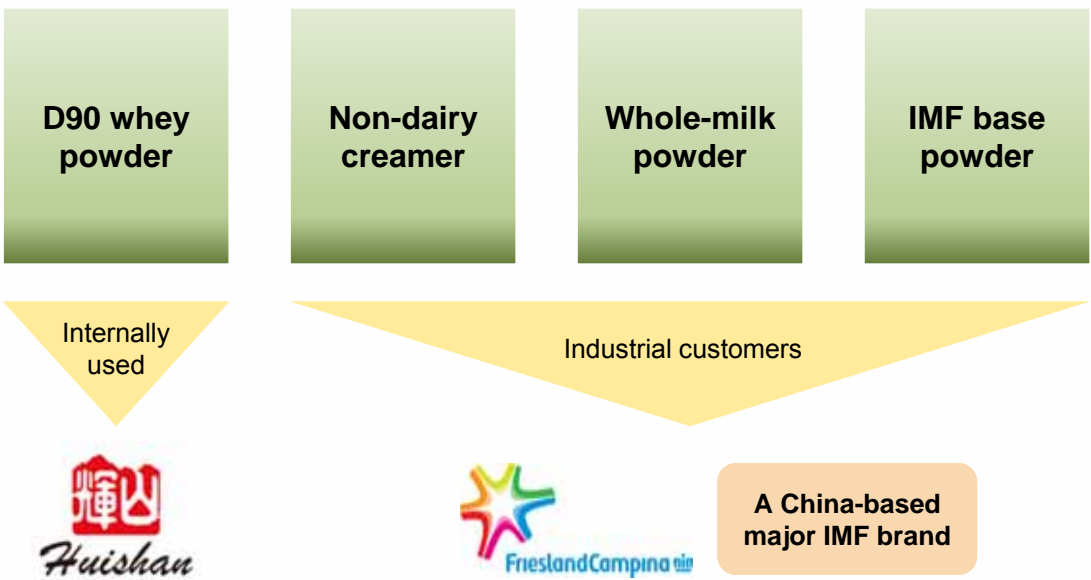 D90 whey
powder
Non-dairy
creamer
Whole-milk
powder
IMF base
powder
Internally
used
Industrial customers
輝山
Huishan
FrieslandCampina
A China-based
major IMF brand